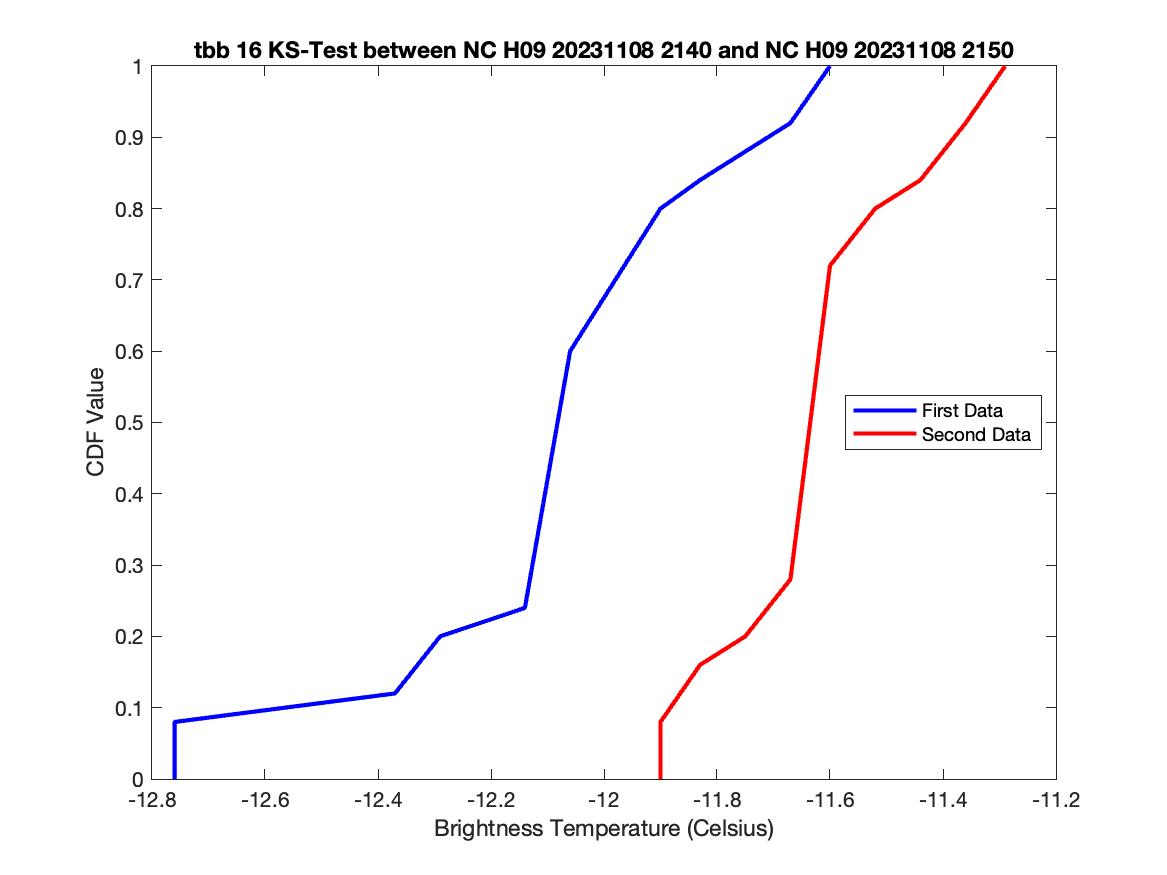 tbb 16 KS-Test between NC H09 20231108 2140 and NC H09 20231108 2150
1
0.9
0.8
0.7
0.6
0.5
0.4
0.3
0.2
0.1
0
CDF Value
First Data
Second Data
-12.8 -12.6 -12.4 -12.2 -12 -11.8 -11.6 -11.4 -11.2
Brightness Temperature (Celsius)